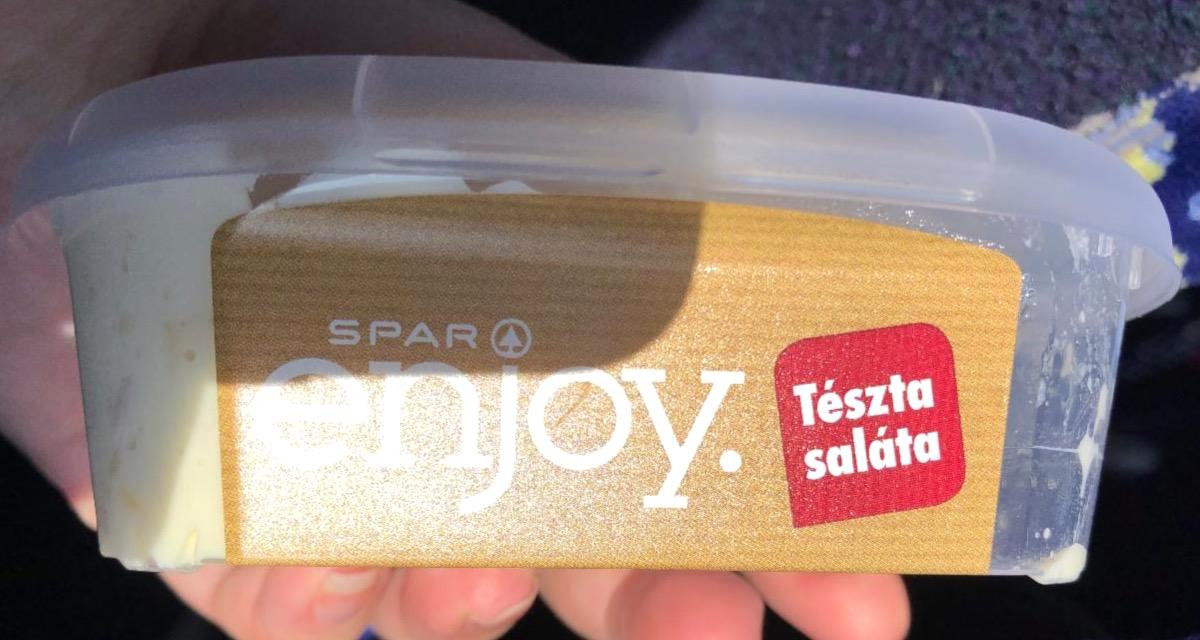 SPAR
enjoy.
Tészta
saláta